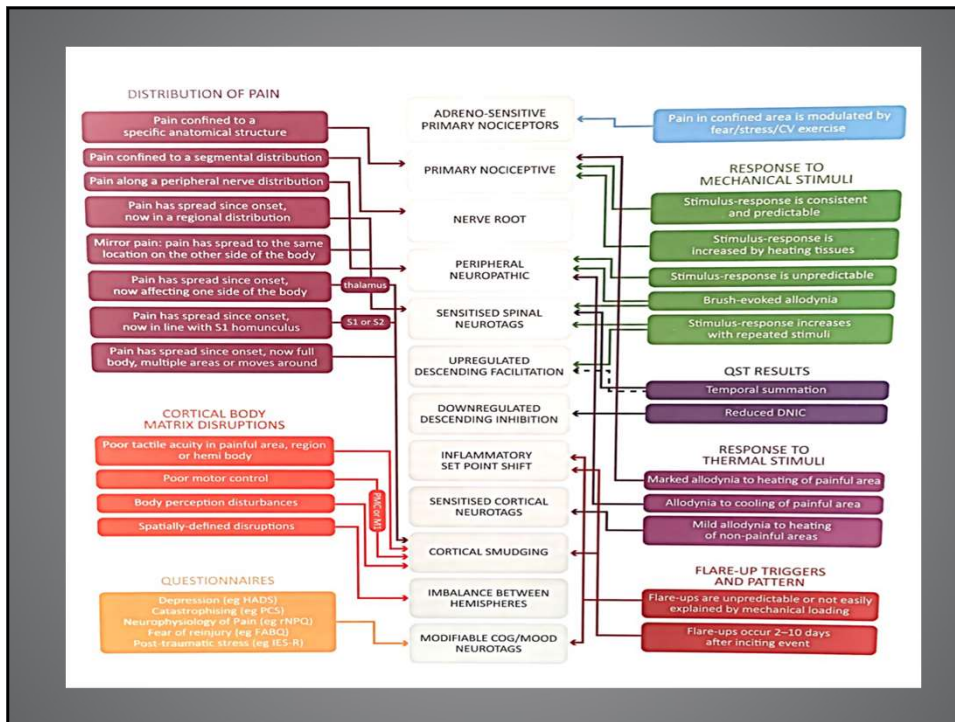 DISTRIBUTION OF PAIN
Pain confined to a
specific anatomical structure
Pain confined to a segmental distribution
Pain along a peripheral nerve distribution
Pain has spread since onset,
now in a regional distribution
Mirror pain: pain has spread to the same
location on the other side of the body
Pain has spread since onset,
now affecting one side of the body
thalamus
Pain has spread since onset,
now in line with S1 homunculus
S1 or S2
Pain has spread since onset, now full
body, multiple areas or moves around
CORTICAL BODY
MATRIX DISRUPTIONS
Poor tactile acuity in painful area, region
or hemi body
Poor motor control
PMC or M1
Body perception disturbances
Spatially-defined disruptions
QUESTIONNAIRES
Depression (eg HADS)
Catastrophising (eg PCS)
Neurophysiology of Pain (eg rNPQ)
Fear of reinjury (eg FABQ)
Post-traumatic stress (eg IES-R)
ADRENO-SENSITIVE
PRIMARY NOCICEPTORS
PRIMARY NOCICEPTIVE
NERVE ROOT
PERIPHERAL
NEUROPATHIC
SENSITISED SPINAL
NEUROTAGS
UPREGULATED
DESCENDING FACILITATION
DOWNREGULATED
DESCENDING INHIBITION
INFLAMMATORY
SET POINT SHIFT
SENSITISED CORTICAL
NEUROTAGS
CORTICAL SMUDGING
IMBALANCE BETWEEN
HEMISPHERES
MODIFIABLE COG/MOOD
NEUROTAGS
Pain in confined area is modulated by
fear/stress/CV exercise
RESPONSE TO
MECHANICAL STIMULI
Stimulus-response is consistent
and predictable
Stimulus-response is
increased by heating tissues
Stimulus-response is unpredictable
Brush-evoked allodynia
Stimulus-response increases
with repeated stimuli
QST RESULTS
Temporal summation
Reduced DNIC
RESPONSE TO
THERMAL STIMULI
Marked allodynia to heating of painful area
Allodynia to cooling of painful area
Mild allodynia to heating
of non-painful areas
FLARE-UP TRIGGERS
AND PATTERN
Flare-ups are unpredictable or not easily
explained by mechanical loading
Flare-ups occur 2–10 days
after inciting event